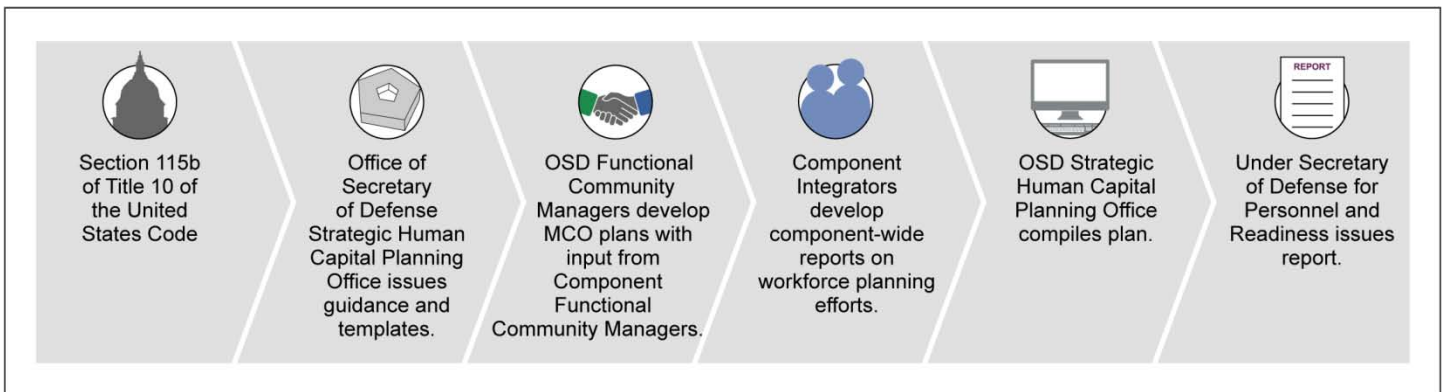 Section 115b
of Title 10 of
the United
States Code
Office of
Secretary
of Defense
Strategic Human
Capital Planning
Office issues
guidance and
templates.
OSD Functional
Community
Managers develop
MCO plans with
input from
Component
Functional
Community Managers.
Component
Integrators
develop
component-wide
reports on
workforce planning
efforts.
OSD Strategic
Human Capital
Planning Office
compiles plan.
REPORT
Under Secretary
of Defense for
Personnel and
Readiness issues
report.